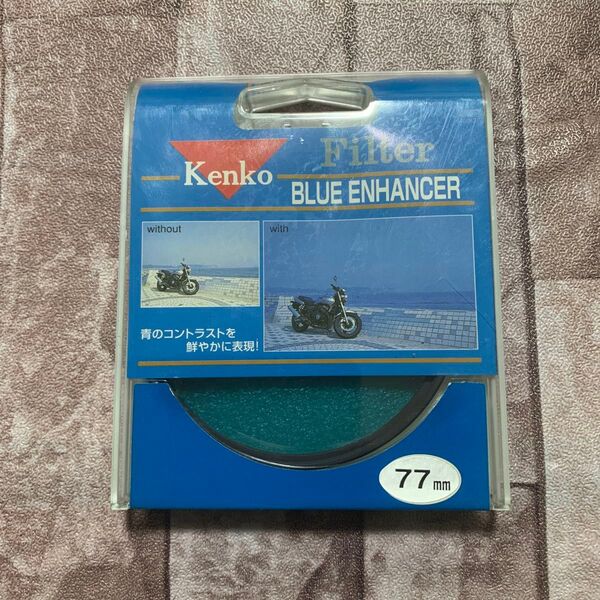 Filter
Kenko
BLUE ENHANCER
without
with
青のコントラストを
鮮やかに表現!
77mm